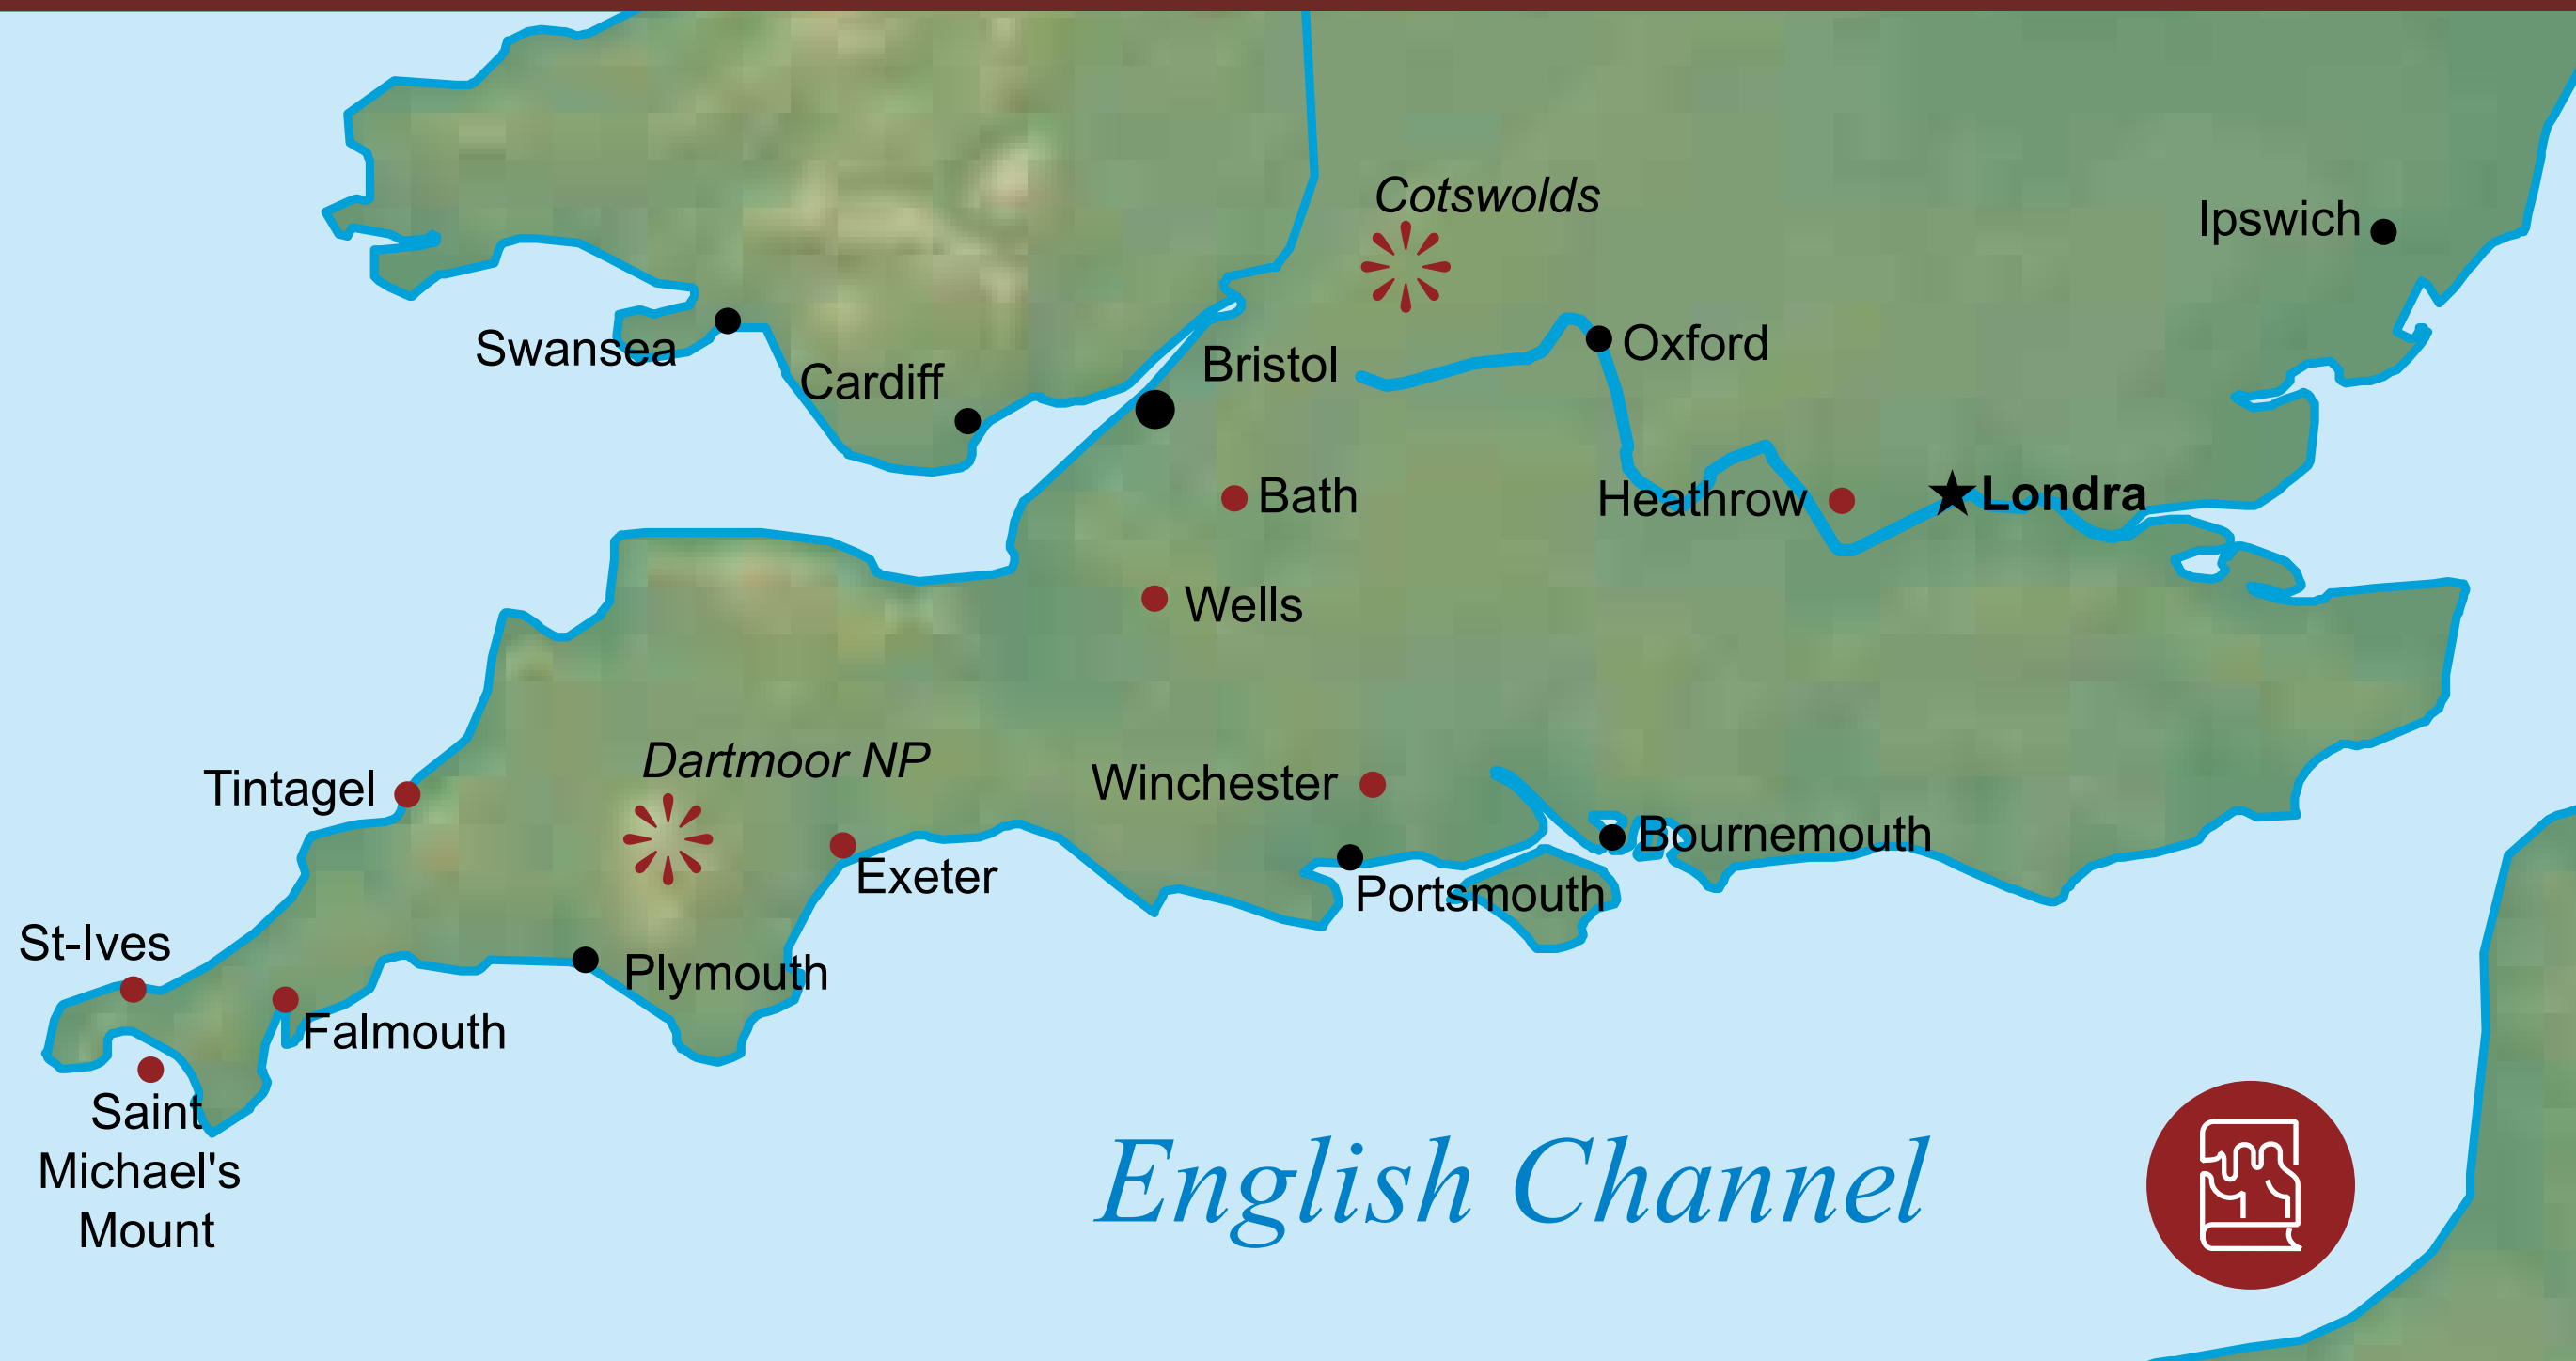 Cotswolds
Ipswich
Swansea
Oxford
Bristol
Cardiff
Bath
Heathrow
Londra
Wells
Dartmoor NP
Tintagel
Winchester
Bournemouth
Exeter
Portsmouth
St-Ives
Plymouth
Falmouth
Saint
Michael's
Mount
English Channel